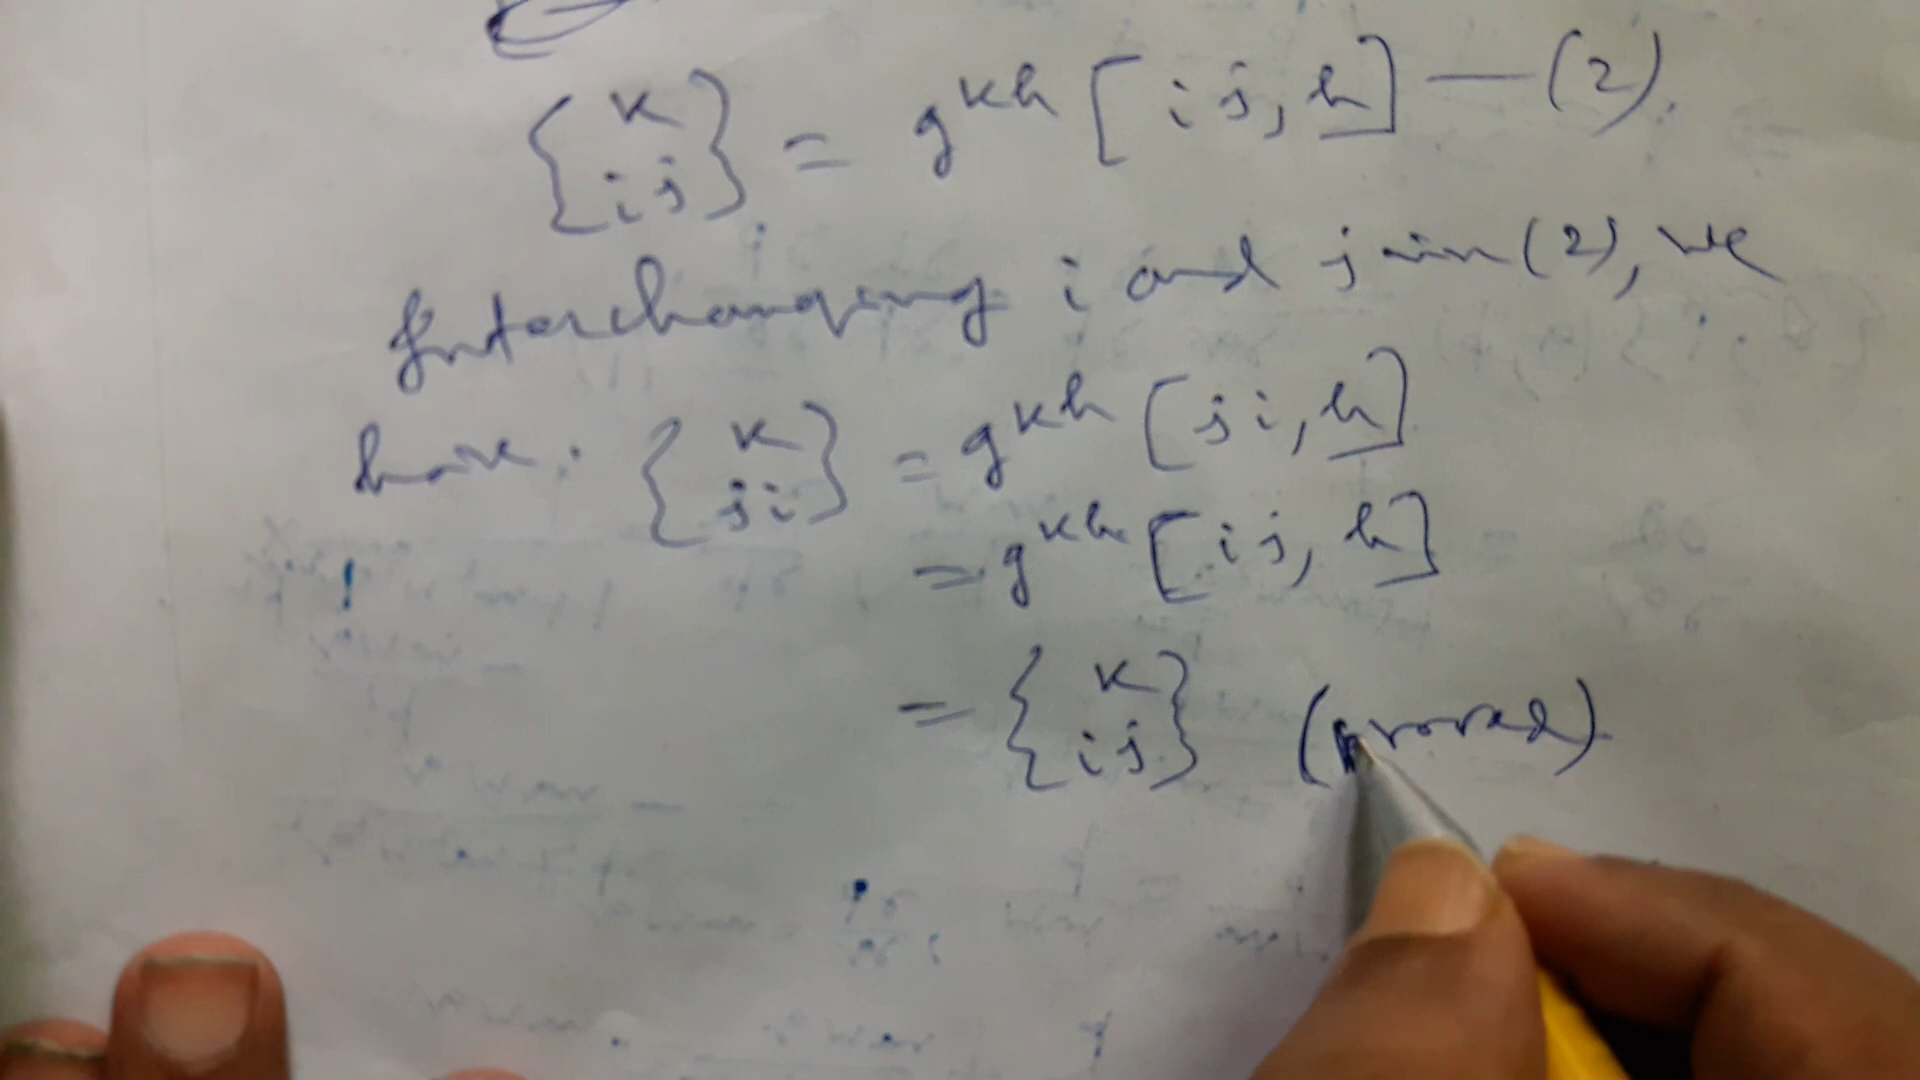 {k ij} = g^{kh} [ij, h] — (2).
Interchanging i and j in (2), we
have. {k ji} = g^{kh} [ji, h]
= g^{kh} [ij, h]
= {k ij} (proved)